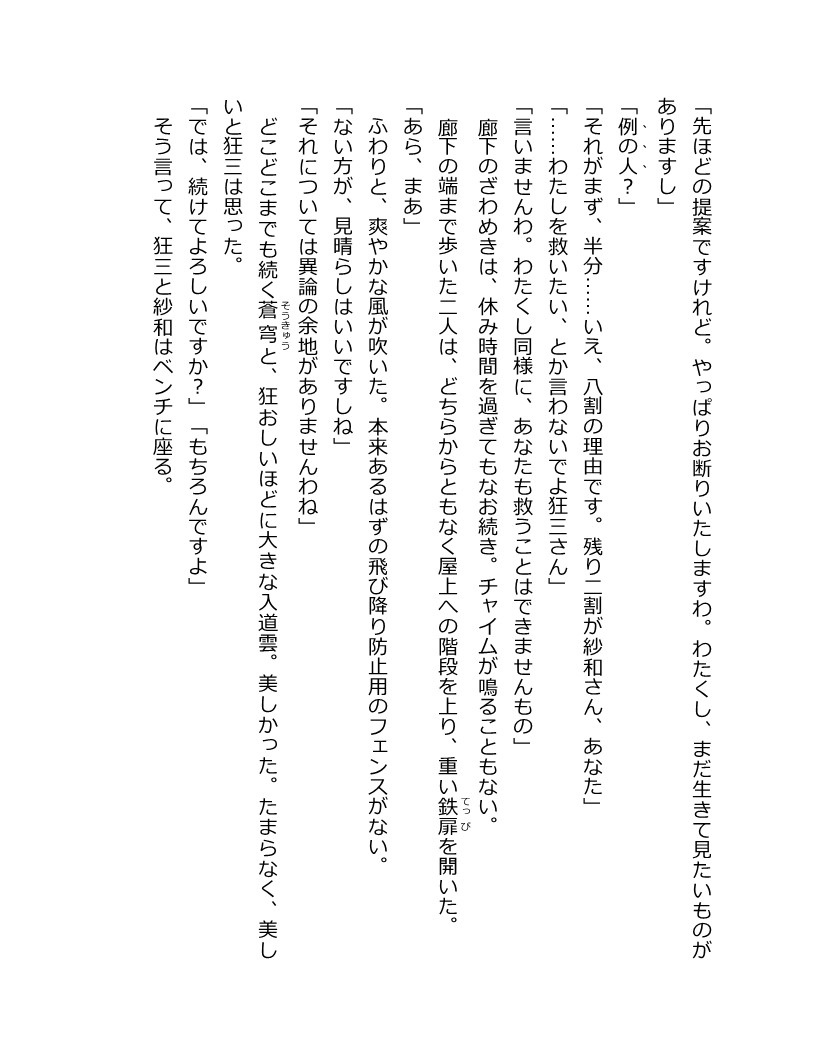 「先ほどの提案ですけれど。やっぱりお断りいたしますわ。わたくし、まだ生きて見たいものが
ありますし」
「例の人？」
「それがまず、半分……いえ、八割の理由です。残り二割が紗和さん、あなた」
「……わたしを救いたい、とか言わないでよ狂三さん」
「言いませんわ。わたくし同様に、あなたも救うことはできませんもの」
　廊下のざわめきは、休み時間を過ぎてもなお続き。チャイムが鳴ることもない。
　廊下の端まで歩いた二人は、どちらからともなく屋上への階段を上り、重い鉄扉てっぴを開いた。
「あら、まあ」
　ふわりと、爽やかな風が吹いた。本来あるはずの飛び降り防止用のフェンスがない。
「ない方が、見晴らしはいいですしね」
「それについては異論の余地がありませんわね」
　どこどこまでも続く蒼穹そうきゅうと、狂おしいほどに大きな入道雲。美しかった。たまらなく、美し
いと狂三は思った。
「では、続けてよろしいですか？」「もちろんですよ」
　そう言って、狂三と紗和はベンチに座る。